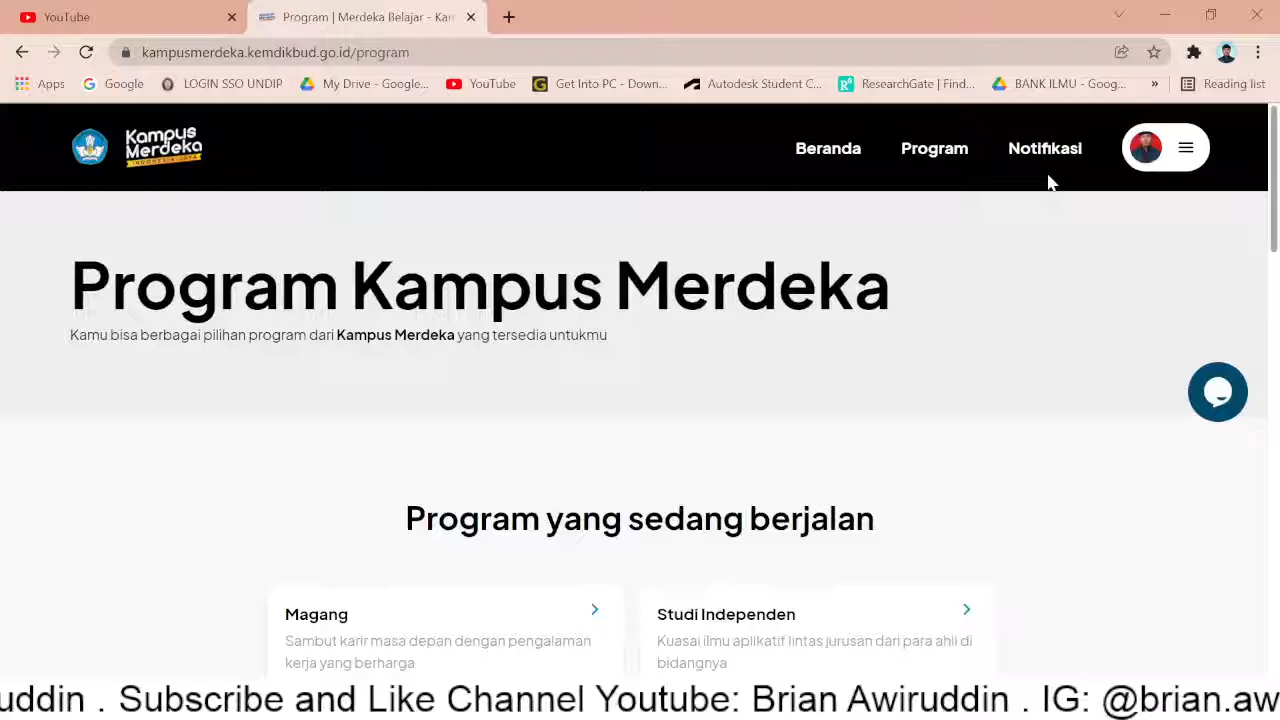 YouTube
Program | Merdeka Belajar - Kam
kampusmerdeka.kemdikbud.go.id/program
Apps
Google
LOGIN SSO UNDIP
My Drive - Google...
YouTube
Get Into PC - Down...
Autodesk Student C...
ResearchGate | Find...
BANK ILMU - Goog...
»
Reading list
Kampus
Merdeka
INDONESIA JAYA
Beranda
Program
Notifikasi
Program Kampus Merdeka
Kamu bisa berbagai pilihan program dari Kampus Merdeka yang tersedia untukmu
Program yang sedang berjalan
Magang
Sambut karir masa depan dengan pengalaman
kerja yang berharga
Studi Independen
Kuasai ilmu aplikatif lintas jurusan dari para ahli di
bidangnya
uddin . Subscribe and Like Channel Youtube: Brian Awiruddin . IG: @brian.aw